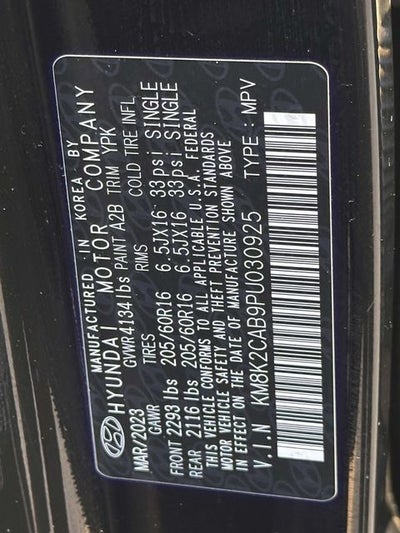 MANUFACTURED IN KOREA BY
HYUNDAI MOTOR COMPANY
MAR/2023 GVWR 4134 lbs PAINT A2B TRIM YPK
GAWR TIRES RIMS COLD TIRE INFL
FRONT 2293 lbs 205/60R16 6.5JX16 33psi SINGLE
REAR 2116 lbs 205/60R16 6.5JX16 33psi SINGLE
THIS VEHICLE CONFORMS TO ALL APPLICABLE U.S.A. FEDERAL
MOTOR VEHICLE SAFETY AND THEFT PREVENTION STANDARDS
IN EFFECT ON THE DATE OF MANUFACTURE SHOWN ABOVE
V.I.N KM8K2CAB9PU030925 TYPE: MPV